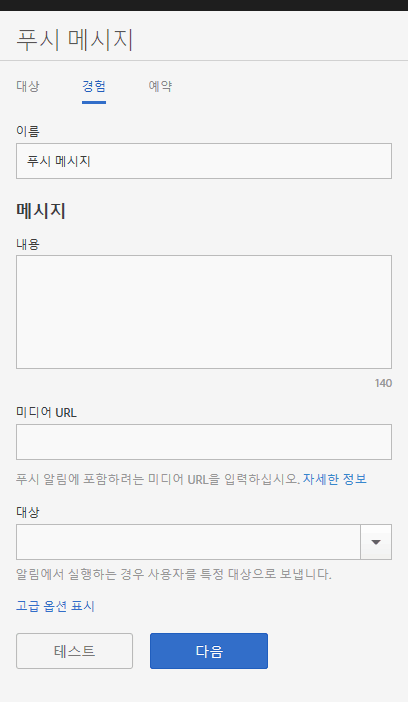 푸시 메시지
대상 경험 예약
이름
푸시 메시지
메시지
내용
140
미디어 URL
푸시 알림에 포함하려는 미디어 URL을 입력하십시오. 자세한 정보
대상
알림에서 실행하는 경우 사용자를 특정 대상으로 보냅니다.
고급 옵션 표시
테스트 다음